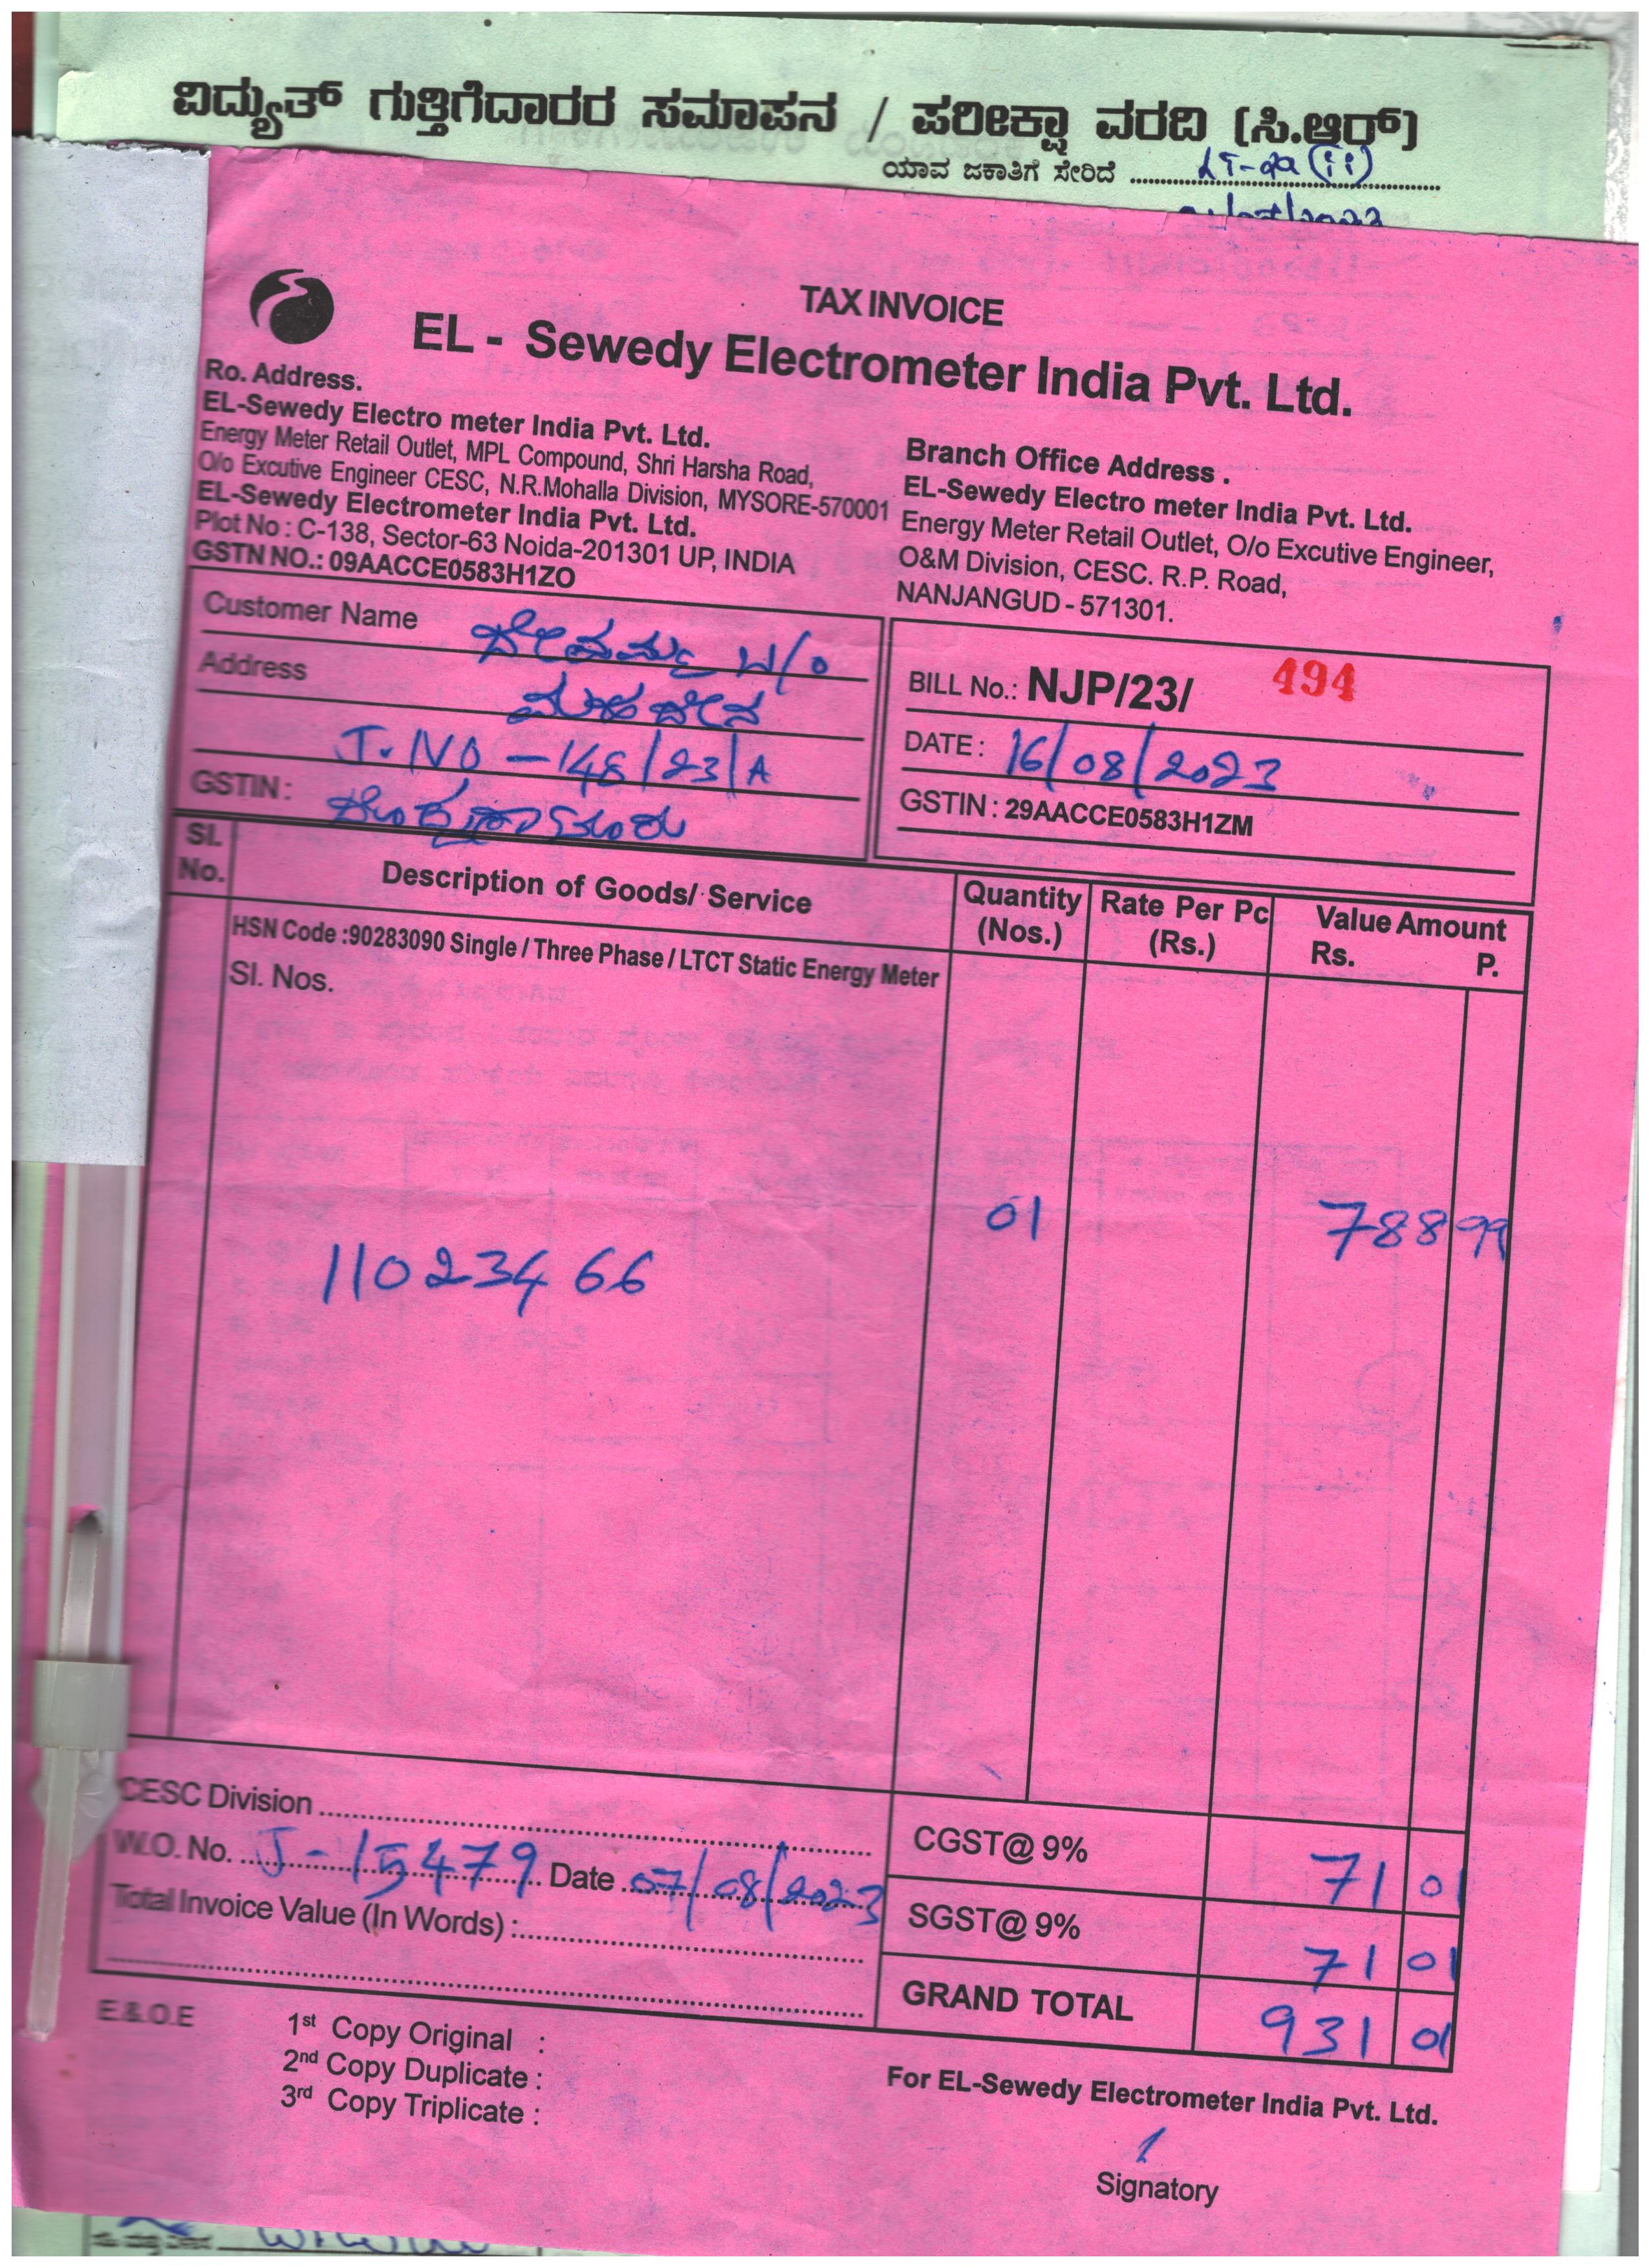 ವಿದ್ಯುತ್ ಗುತ್ತಿಗೆದಾರರ ಸಮಾಪನ / ಪರೀಕ್ಷಾ ವರದಿ (ಸಿ.ಆರ್)
ಯಾವ ಜಕಾತಿಗೆ ಸೇರಿದೆ LT-2a (ii)
TAX INVOICE
EL - Sewedy Electrometer India Pvt. Ltd.
Ro. Address.
EL-Sewedy Electro meter India Pvt. Ltd.
Energy Meter Retail Outlet, MPL Compound, Shri Harsha Road,
O/o Excutive Engineer CESC, N.R.Mohalla Division, MYSORE-570001
EL-Sewedy Electrometer India Pvt. Ltd.
Plot No : C-138, Sector-63 Noida-201301 UP, INDIA
GSTN NO.: 09AACCE0583H1ZO
Branch Office Address .
EL-Sewedy Electro meter India Pvt. Ltd.
Energy Meter Retail Outlet, O/o Excutive Engineer,
O&M Division, CESC. R.P. Road,
NANJANGUD - 571301.
Customer Name W/o
Address
T. NO - 148/23/A
GSTIN :
BILL No.: NJP/23/ 494
DATE : 16/08/2023
GSTIN : 29AACCE0583H1ZM
Sl. No. Description of Goods/ Service Quantity (Nos.) Rate Per Pc (Rs.) Value Amount Rs. P.
HSN Code :90283090 Single / Three Phase / LTCT Static Energy Meter
Sl. Nos.
11023466 01 788 99
CESC Division
W.O. No. J-15479 Date 07/08/2023
Total Invoice Value (In Words) :
CGST@ 9% 71 01
SGST@ 9% 71 01
GRAND TOTAL 931 01
E.&.O.E
1st Copy Original :
2nd Copy Duplicate :
3rd Copy Triplicate :
For EL-Sewedy Electrometer India Pvt. Ltd.
Signatory